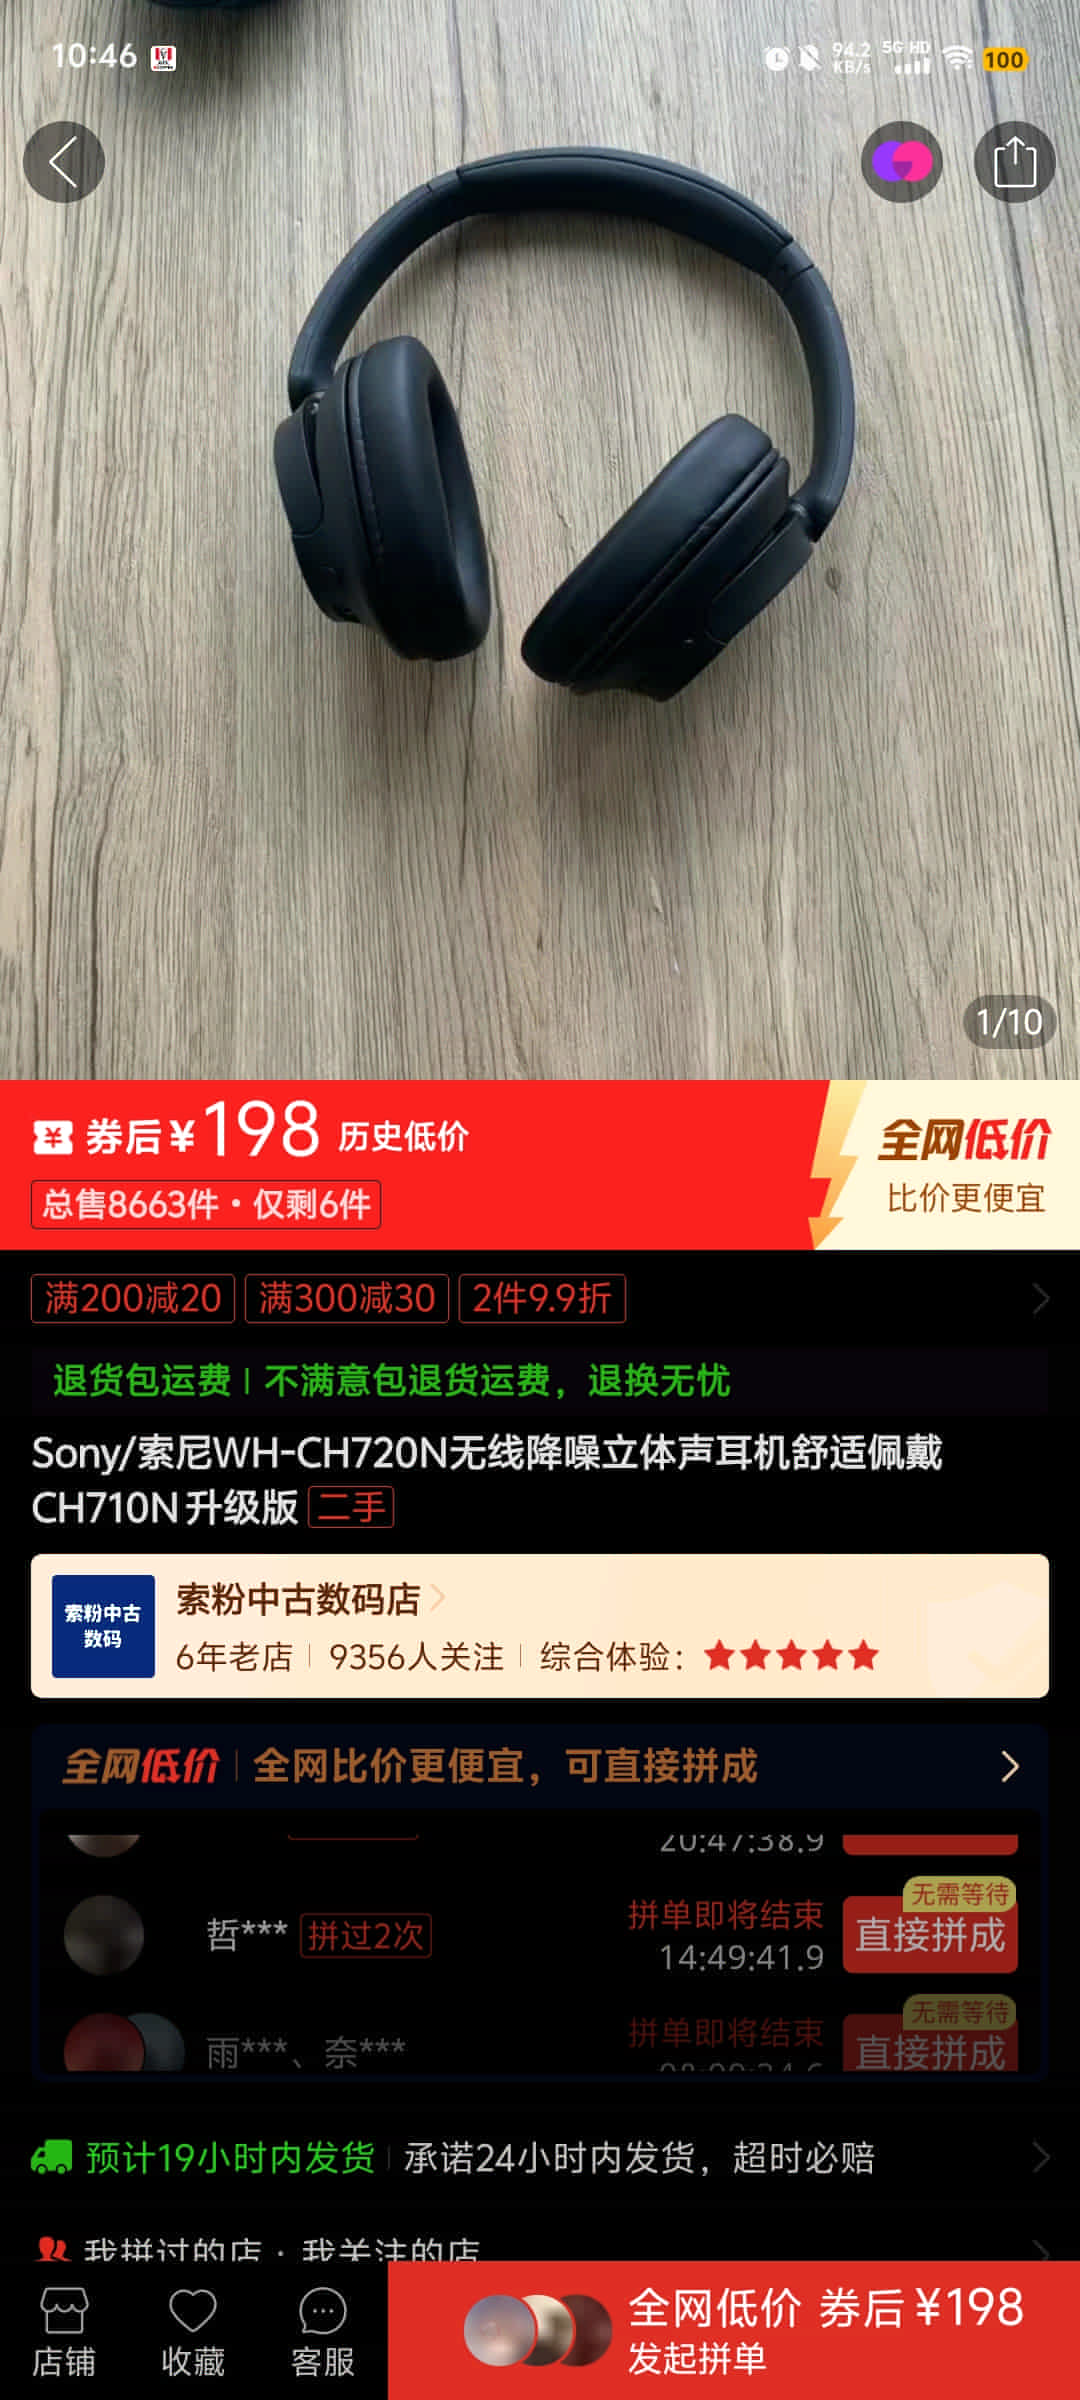 10:46
94.2 KB/s 5G HD 100
1/10
券后¥198 历史低价
全网低价
总售8663件·仅剩6件
比价更便宜
满200减20 满300减30 2件9.9折
退货包运费 | 不满意包退货运费，退换无忧
Sony/索尼WH-CH720N无线降噪立体声耳机舒适佩戴
CH710N升级版 二手
索粉中古
数码
索粉中古数码店
6年老店 | 9356人关注 | 综合体验：
全网低价 | 全网比价更便宜，可直接拼成
20:47:38.9
无需等待
哲*** 拼过2次 拼单即将结束 直接拼成
14:49:41.9
无需等待
雨***、奈*** 拼单即将结束 直接拼成
预计19小时内发货 | 承诺24小时内发货，超时必赔
我拼过的店·我关注的店
店铺 收藏 客服
全网低价 券后¥198
发起拼单